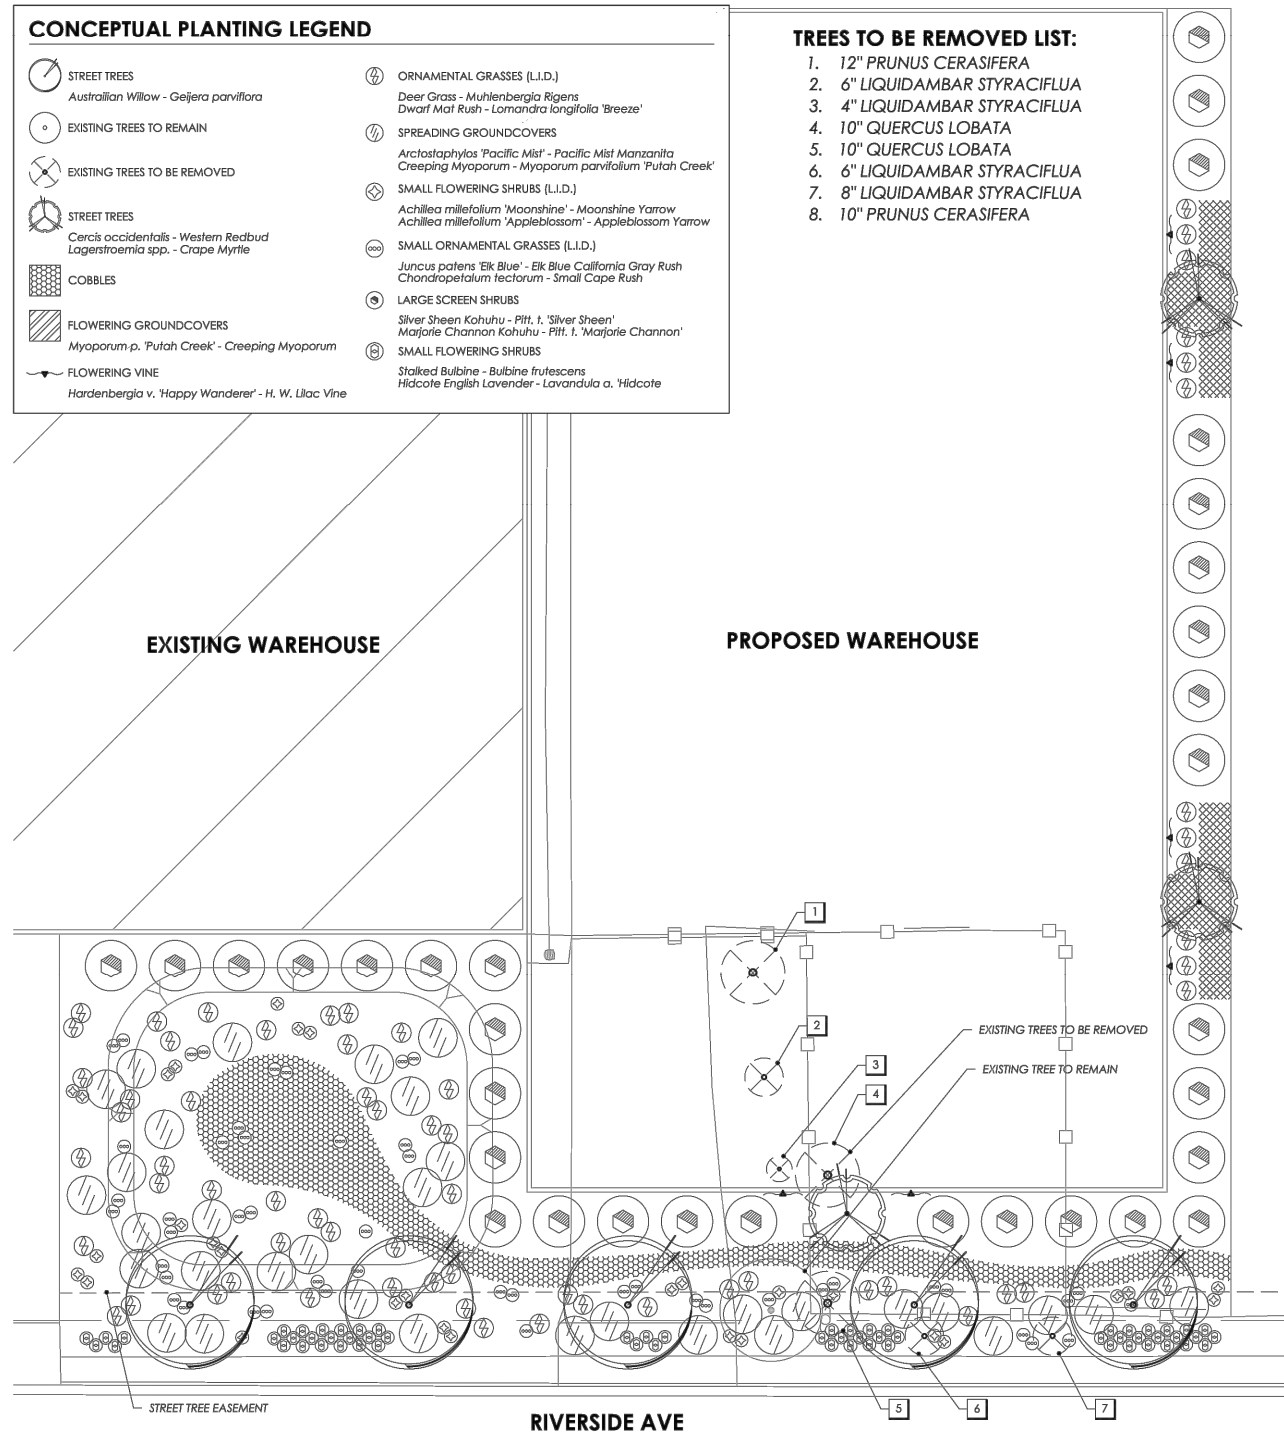 CONCEPTUAL PLANTING LEGEND
STREET TREES
Austrailian Willow - Geijera parviflora
EXISTING TREES TO REMAIN
EXISTING TREES TO BE REMOVED
STREET TREES
Cercis occidentalis - Western Redbud
Lagerstroemia spp. - Crape Myrtle
COBBLES
FLOWERING GROUNDCOVERS
Myoporum p. 'Putah Creek' - Creeping Myoporum
FLOWERING VINE
Hardenbergia v. 'Happy Wanderer' - H. W. Lilac Vine
ORNAMENTAL GRASSES (L.I.D.)
Deer Grass - Muhlenbergia Rigens
Dwarf Mat Rush - Lomandra longifolia 'Breeze'
SPREADING GROUNDCOVERS
Arctostaphylos 'Pacific Mist' - Pacific Mist Manzanita
Creeping Myoporum - Myoporum parvifolium 'Putah Creek'
SMALL FLOWERING SHRUBS (L.I.D.)
Achillea millefolium 'Moonshine' - Moonshine Yarrow
Achillea millefolium 'Appleblossom' - Appleblossom Yarrow
SMALL ORNAMENTAL GRASSES (L.I.D.)
Juncus patens 'Elk Blue' - Elk Blue California Gray Rush
Chondropetalum tectorum - Small Cape Rush
LARGE SCREEN SHRUBS
Silver Sheen Kohuhu - Pitt. t. 'Silver Sheen'
Marjorie Channon Kohuhu - Pitt. t. 'Marjorie Channon'
SMALL FLOWERING SHRUBS
Stalked Bulbine - Bulbine frutescens
Hidcote English Lavender - Lavandula a. 'Hidcote
TREES TO BE REMOVED LIST:
1. 12" PRUNUS CERASIFERA
2. 6" LIQUIDAMBAR STYRACIFLUA
3. 4" LIQUIDAMBAR STYRACIFLUA
4. 10" QUERCUS LOBATA
5. 10" QUERCUS LOBATA
6. 6" LIQUIDAMBAR STYRACIFLUA
7. 8" LIQUIDAMBAR STYRACIFLUA
8. 10" PRUNUS CERASIFERA
EXISTING WAREHOUSE
PROPOSED WAREHOUSE
1
2
EXISTING TREES TO BE REMOVED
3
EXISTING TREE TO REMAIN
4
STREET TREE EASEMENT
5
6
7
RIVERSIDE AVE